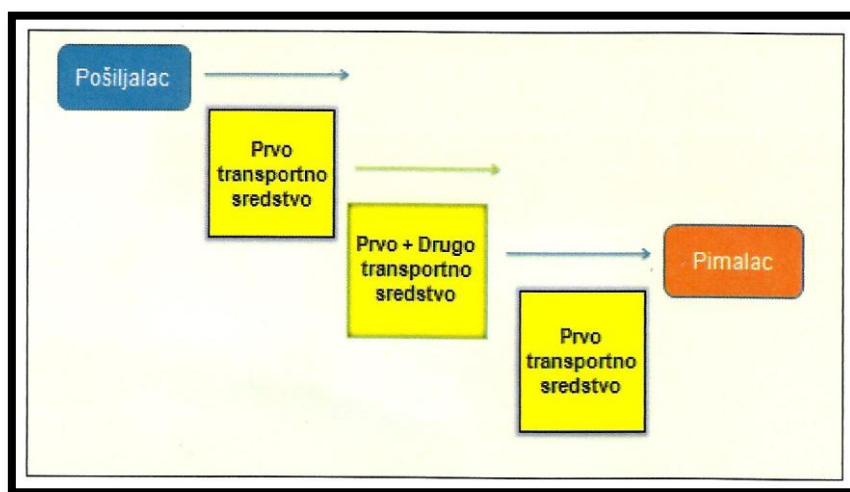 Pošiljalac
Prvo
transportno
sredstvo
Prvo + Drugo
transportno
sredstvo
Pimalac
Prvo
transportno
sredstvo